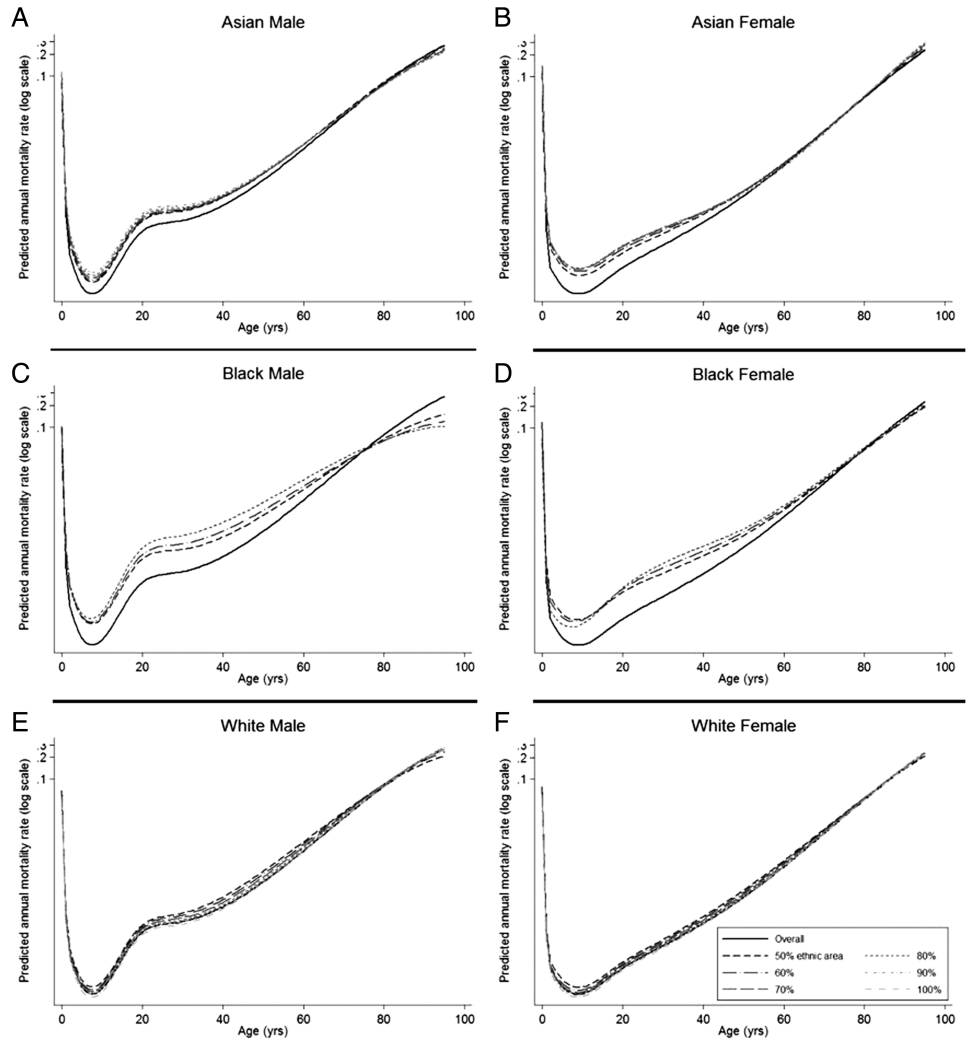 A
Asian Male
Predicted annual mortality rate (log scale)
.3
.2
.1
0 20 40 60 80 100
Age (yrs)
B
Asian Female
Predicted annual mortality rate (log scale)
.3
.2
.1
0 20 40 60 80 100
Age (yrs)
C
Black Male
Predicted annual mortality rate (log scale)
.2
.1
0 20 40 60 80 100
Age (yrs)
D
Black Female
Predicted annual mortality rate (log scale)
.2
.1
0 20 40 60 80 100
Age (yrs)
E
White Male
Predicted annual mortality rate (log scale)
.3
.2
.1
0 20 40 60 80 100
Age (yrs)
F
White Female
Predicted annual mortality rate (log scale)
.3
.2
.1
0 20 40 60 80 100
Age (yrs)
Overall
50% ethnic area
60%
70%
80%
90%
100%